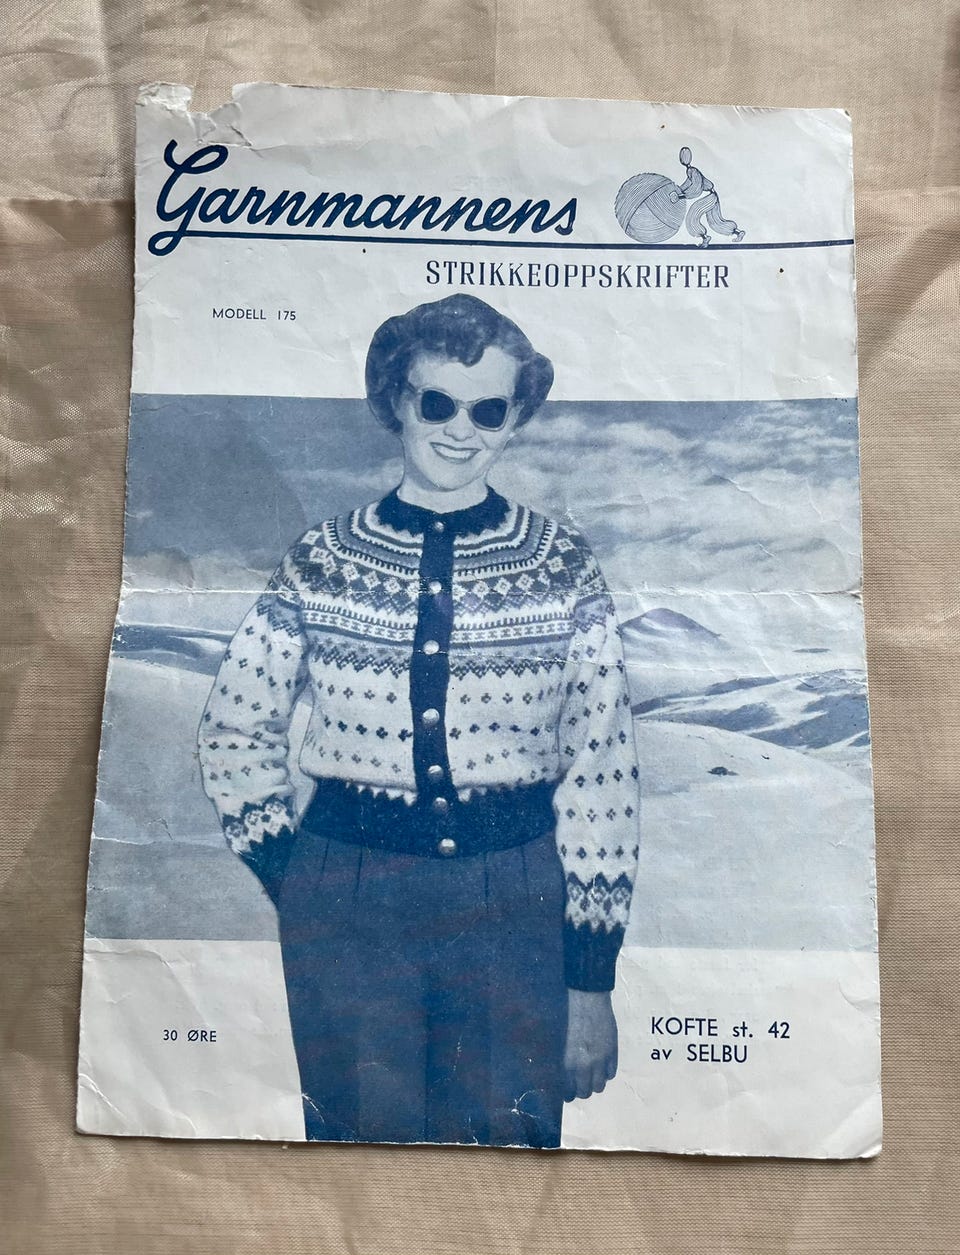 Garnmannens
STRIKKEOPPSKRIFTER
MODELL 175
30 ØRE
KOFTE st. 42
av SELBU